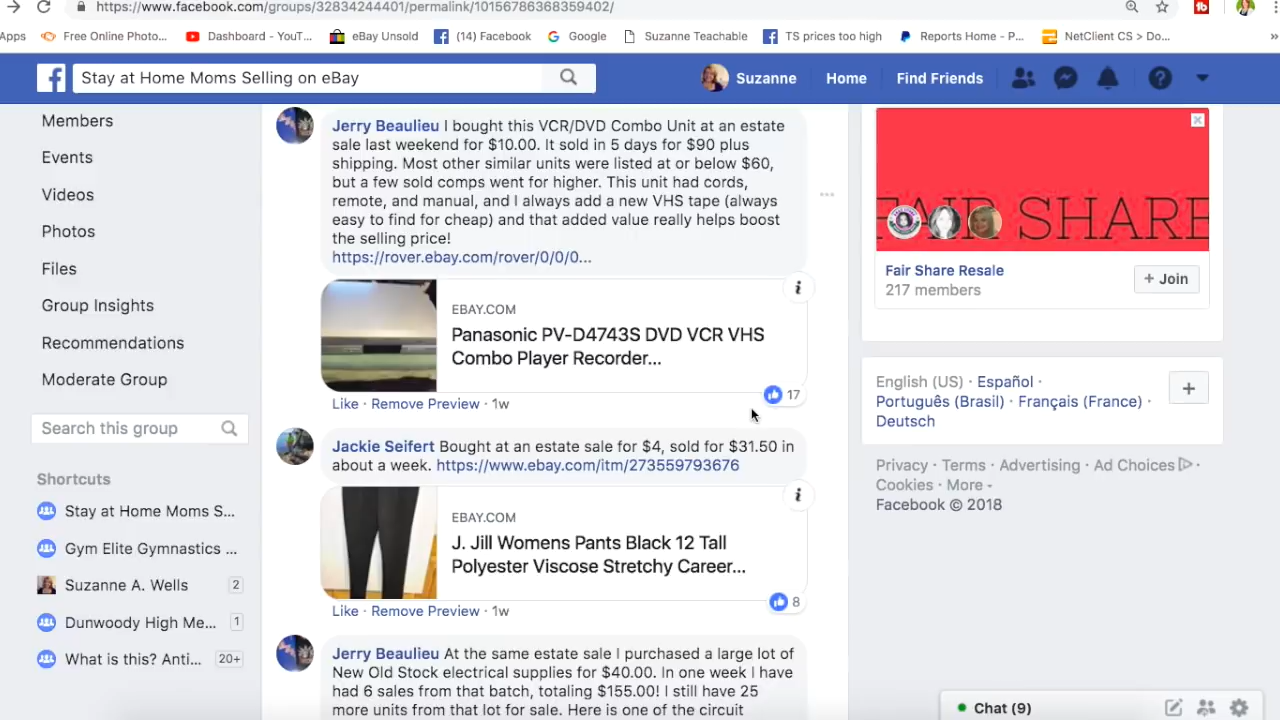 https://www.facebook.com/groups/32834244401/permalink/10156786368359402/
Apps
Free Online Photo...
Dashboard - YouT...
eBay Unsold
(14) Facebook
Google
Suzanne Teachable
TS prices too high
Reports Home - P...
NetClient CS > Do...
»
Stay at Home Moms Selling on eBay
Suzanne
Home
Find Friends
Members
Events
Videos
Photos
Files
Group Insights
Recommendations
Moderate Group
Search this group
Shortcuts
Stay at Home Moms S...
Gym Elite Gymnastics ...
Suzanne A. Wells 2
Dunwoody High Me... 1
What is this? Anti... 20+
Jerry Beaulieu I bought this VCR/DVD Combo Unit at an estate
sale last weekend for $10.00. It sold in 5 days for $90 plus
shipping. Most other similar units were listed at or below $60,
but a few sold comps went for higher. This unit had cords,
remote, and manual, and I always add a new VHS tape (always
easy to find for cheap) and that added value really helps boost
the selling price!
https://rover.ebay.com/rover/0/0/0...
EBAY.COM
Panasonic PV-D4743S DVD VCR VHS
Combo Player Recorder...
17
Like · Remove Preview · 1w
Jackie Seifert Bought at an estate sale for $4, sold for $31.50 in
about a week. https://www.ebay.com/itm/273559793676
EBAY.COM
J. Jill Womens Pants Black 12 Tall
Polyester Viscose Stretchy Career...
8
Like · Remove Preview · 1w
Jerry Beaulieu At the same estate sale I purchased a large lot of
New Old Stock electrical supplies for $40.00. In one week I have
had 6 sales from that batch, totaling $155.00! I still have 25
more units from that lot for sale. Here is one of the circuit
FAIR SHARE
Fair Share Resale
217 members
+ Join
English (US) · Español ·
Português (Brasil) · Français (France) ·
Deutsch
Privacy · Terms · Advertising · Ad Choices ·
Cookies · More
Facebook © 2018
Chat (9)